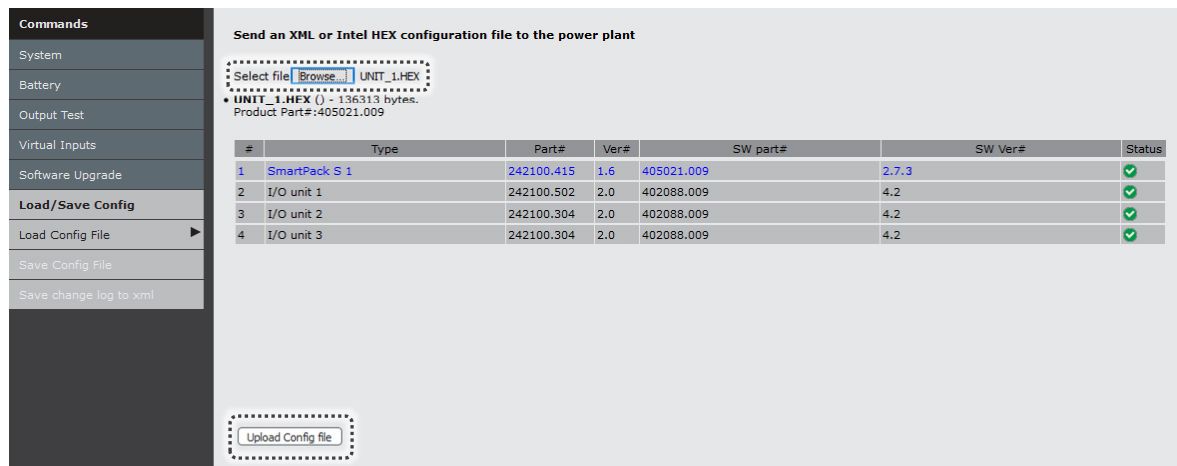 Commands
System
Battery
Output Test
Virtual Inputs
Software Upgrade
Load/Save Config
Load Config File
Save Config File
Save change log to xml
Send an XML or Intel HEX configuration file to the power plant
Select file Browse... UNIT_1.HEX
• UNIT_1.HEX () - 136313 bytes.
Product Part#:405021.009
# Type Part# Ver# SW part# SW Ver# Status
1 SmartPack S 1 242100.415 1.6 405021.009 2.7.3
2 I/O unit 1 242100.502 2.0 402088.009 4.2
3 I/O unit 2 242100.304 2.0 402088.009 4.2
4 I/O unit 3 242100.304 2.0 402088.009 4.2
Upload Config file